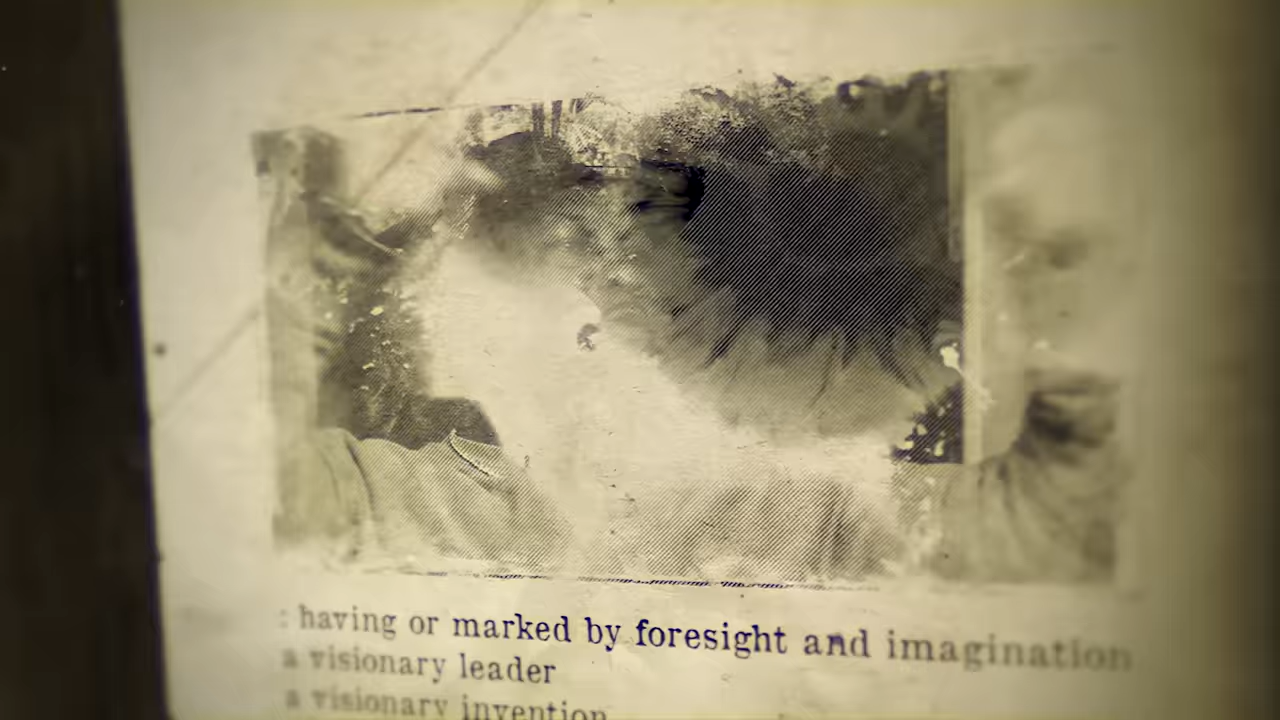 : having or marked by foresight and imagination
a visionary leader
a visionary invention